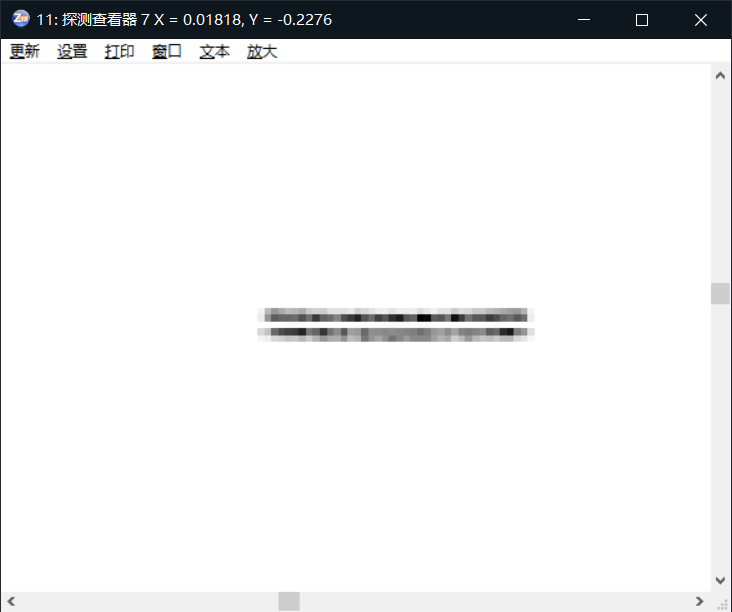 11: 探测查看器 7 X = 0.01818, Y = -0.2276
更新 设置 打印 窗口 文本 放大